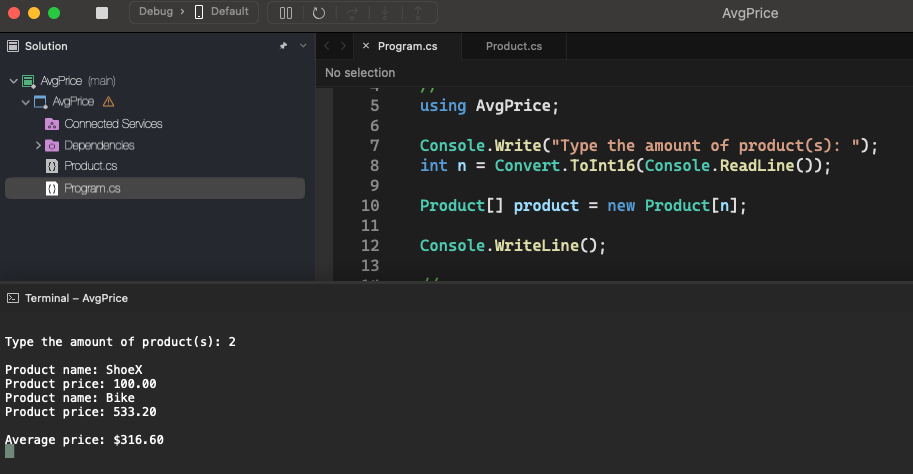 Debug > Default
AvgPrice
Solution
Program.cs
Product.cs
No selection
AvgPrice (main)
AvgPrice
Connected Services
Dependencies
Product.cs
Program.cs
4 //
5 using AvgPrice;
6
7 Console.Write("Type the amount of product(s): ");
8 int n = Convert.ToInt16(Console.ReadLine());
9
10 Product[] product = new Product[n];
11
12 Console.WriteLine();
13
14 //
Terminal – AvgPrice
Type the amount of product(s): 2
Product name: ShoeX
Product price: 100.00
Product name: Bike
Product price: 533.20
Average price: $316.60